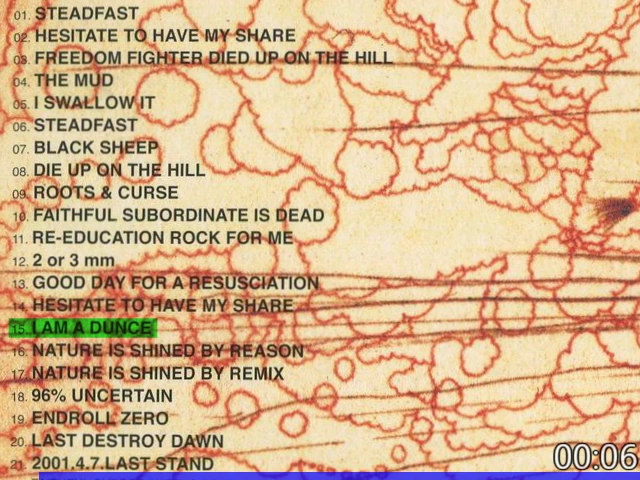 01. STEADFAST
02. HESITATE TO HAVE MY SHARE
03. FREEDOM FIGHTER DIED UP ON THE HILL
04. THE MUD
05. I SWALLOW IT
06. STEADFAST
07. BLACK SHEEP
08. DIE UP ON THE HILL
09. ROOTS & CURSE
10. FAITHFUL SUBORDINATE IS DEAD
11. RE-EDUCATION ROCK FOR ME
12. 2 or 3 mm
13. GOOD DAY FOR A RESUSCIATION
14. HESITATE TO HAVE MY SHARE
15. I AM A DUNCE
16. NATURE IS SHINED BY REASON
17. NATURE IS SHINED BY REMIX
18. 96% UNCERTAIN
19. ENDROLL ZERO
20. LAST DESTROY DAWN
21. 2001.4.7.LAST STAND
00:06